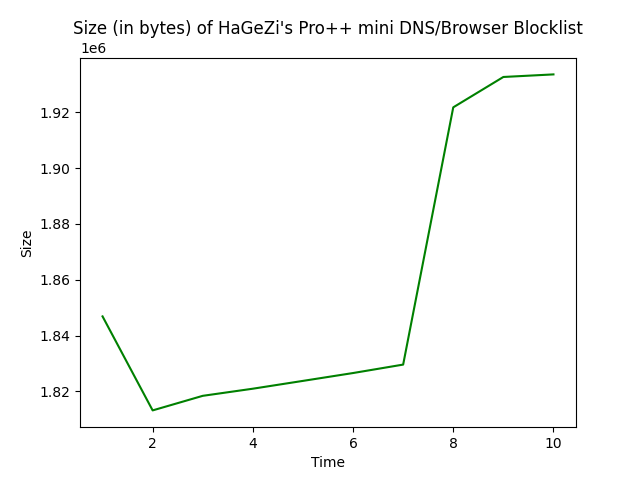 Size (in bytes) of HaGeZi's Pro++ mini DNS/Browser Blocklist
1e6
1.92
1.90
1.88
1.86
1.84
1.82
Size
2 4 6 8 10
Time